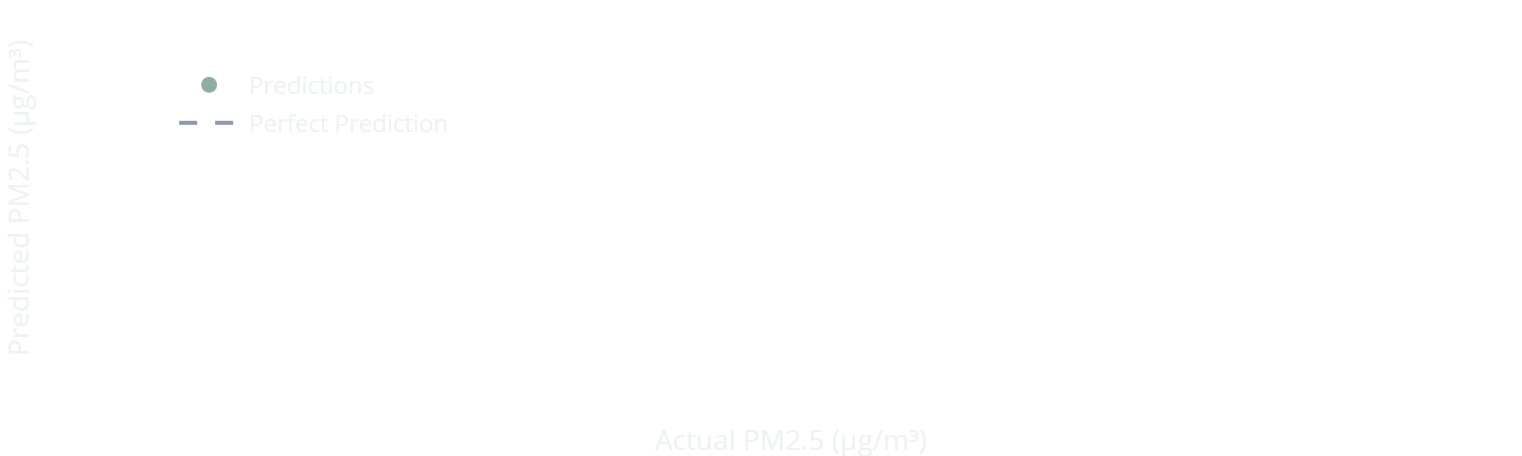 Predicted PM2.5 (µg/m³)
Predictions
Perfect Prediction
Actual PM2.5 (µg/m³)